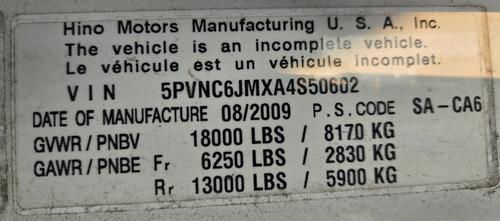 Hino Motors Manufacturing U. S. A., Inc.
The vehicle is an incomplete vehicle.
Le véhicule est un véhicule incomplet.
VIN 5PVNC6JMXA4S50602
DATE OF MANUFACTURE 08/2009 P.S.CODE SA-CA6
GVWR/PNBV 18000 LBS / 8170 KG
GAWR/PNBE Fr 6250 LBS / 2830 KG
Rr 13000 LBS / 5900 KG